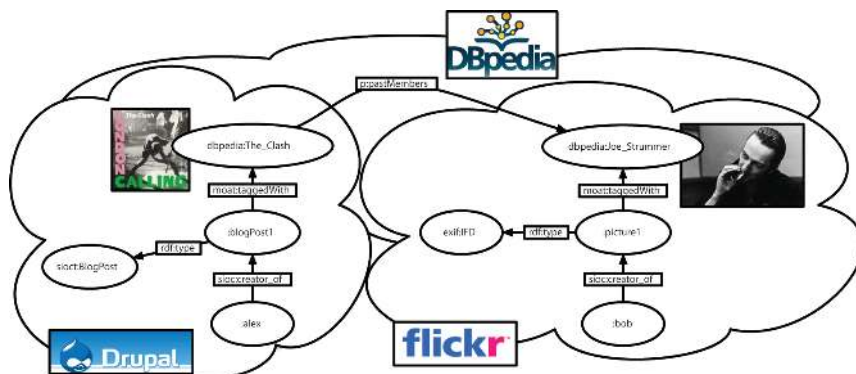 DBpedia
p:pastMembers
The Clash
LONDON
CALLING
dbpedia:The_Clash
dbpedia:Joe_Strummer
moat:taggedWith
moat:taggedWith
:blogPost1
exif:IFD
rdf:type
picture1
rdf:type
sioct:BlogPost
sioc:creator_of
sioc:creator_of
:alex
:bob
Drupal
flickr